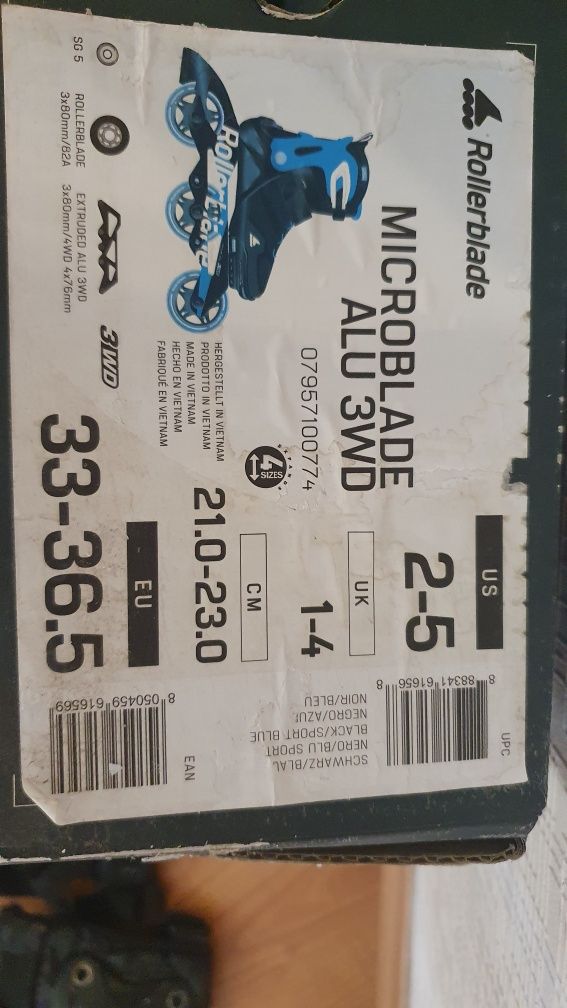 Rollerblade
MICROBLADE
ALU 3WD
07957100774
Rollerblade
EXTENDABLE
4
SIZES
HERGESTELLT IN VIETNAM
PRODOTTO IN VIETNAM
MADE IN VIETNAM
HECHO EN VIETNAM
FABRIQUÉ EN VIETNAM
SG 5
ROLLERBLADE
3x80mm/82A
EXTRUDED ALU 3WD
3x80mm/4WD 4x76mm
3WD
US
2-5
UK
1-4
CM
21.0-23.0
EU
33-36.5
UPC
8 88341 61656 8
SCHWARZ/BLAU
NERO/BLU SPORT
BLACK/SPORT BLUE
NEGRO/AZUL
NOIR/BLEU
EAN
8 050459 616569